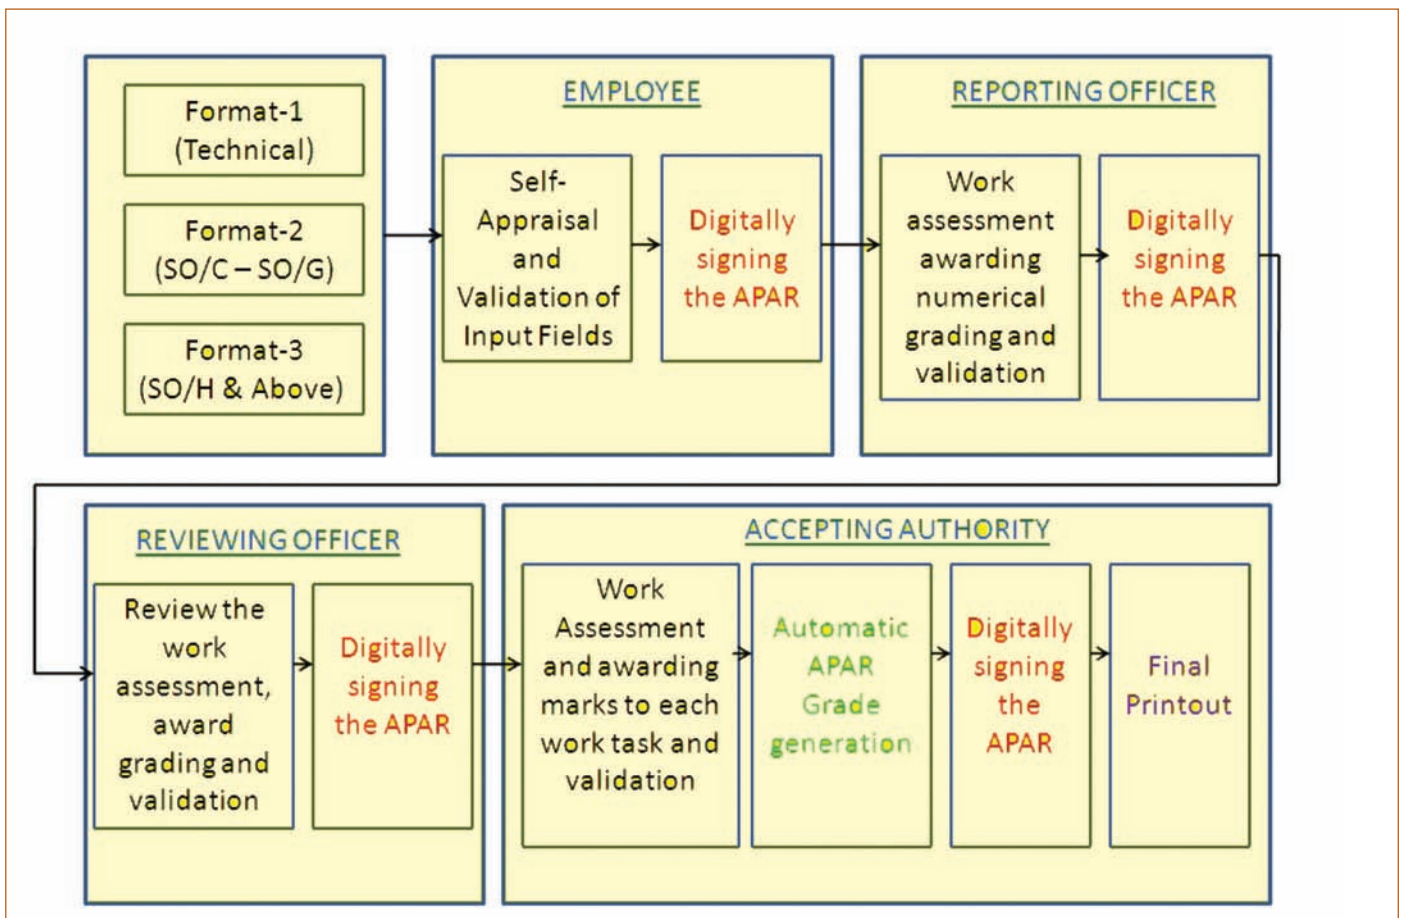 Format-1
(Technical)
Format-2
(SO/C – SO/G)
Format-3
(SO/H & Above)
EMPLOYEE
Self-
Appraisal
and
Validation of
Input Fields
Digitally
signing
the APAR
REPORTING OFFICER
Work
assessment
awarding
numerical
grading and
validation
Digitally
signing
the APAR
REVIEWING OFFICER
Review the
work
assessment,
award
grading and
validation
Digitally
signing
the APAR
ACCEPTING AUTHORITY
Work
Assessment
and awarding
marks to each
work task and
validation
Automatic
APAR
Grade
generation
Digitally
signing
the
APAR
Final
Printout